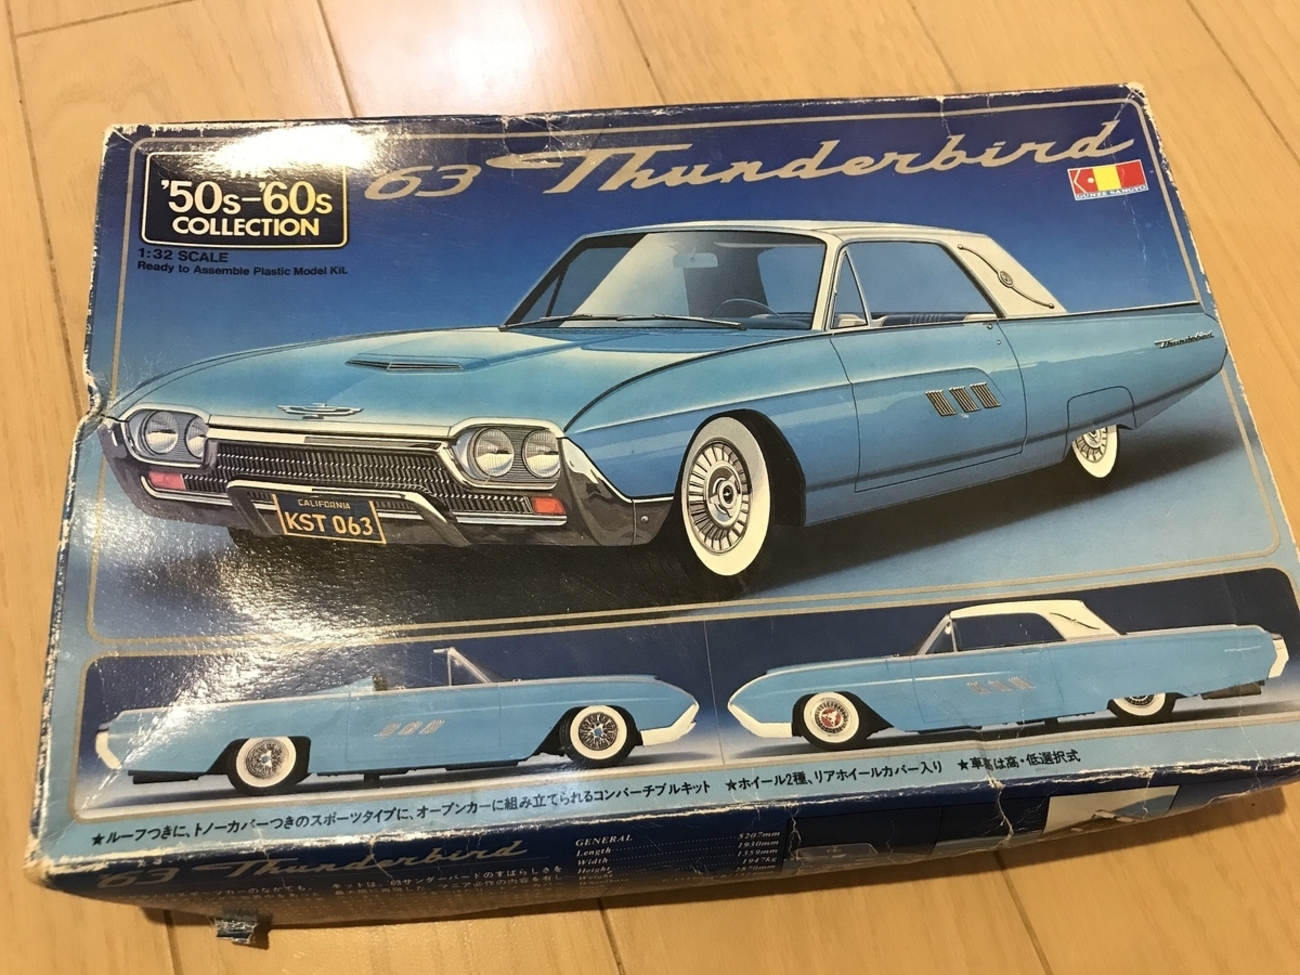 '50s-'60s
COLLECTION
'63 Thunderbird
GUNZE SANGYO
1:32 SCALE
Ready to Assemble Plastic Model Kit.
Thunderbird
CALIFORNIA
KST 063
★ルーフつきに、トノーカバーつきのスポーツタイプに、オープンカーに組み立てられるコンバーチブルキット ★ホイール2種、リアホイールカバー入り ★車高は高・低選択式
'63 Thunderbird
GENERAL
Length 5207mm
Width 1930mm
Height 1359mm
Weight 1947kg